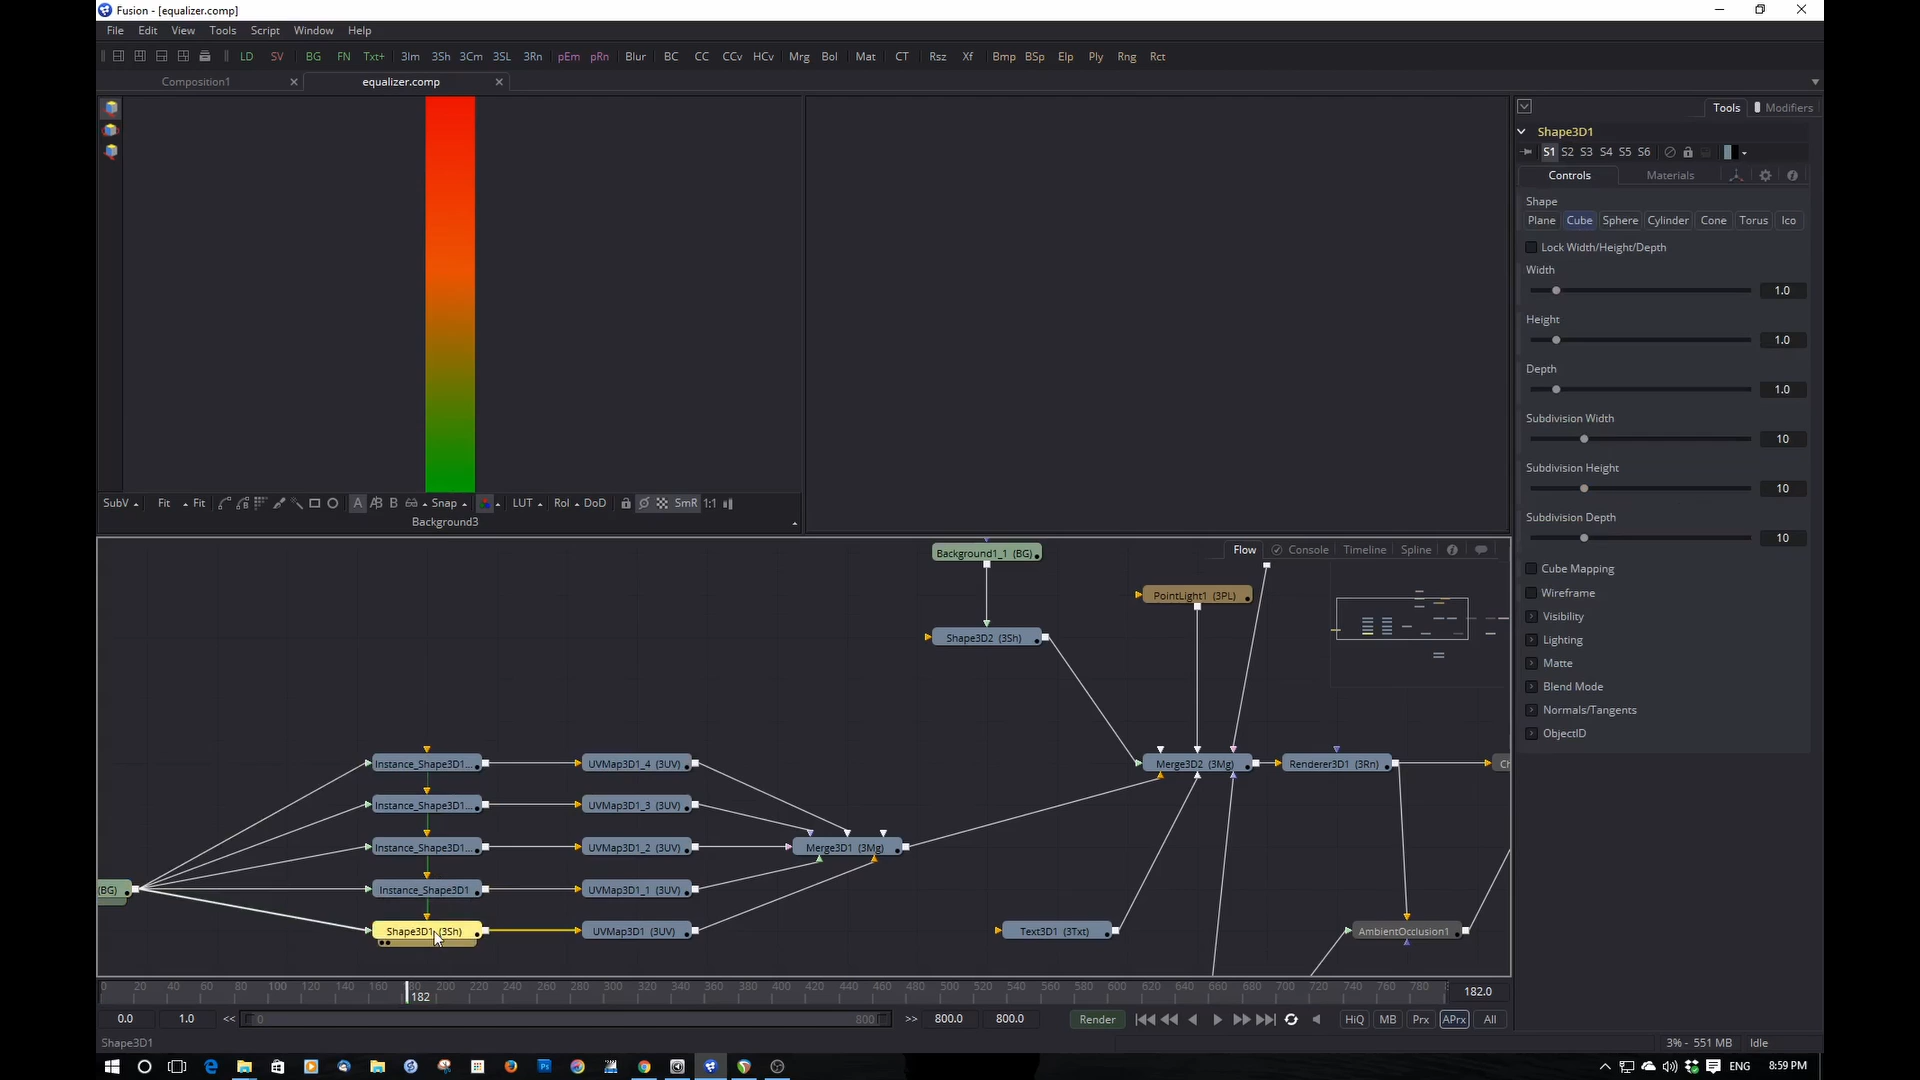 Fusion - [equalizer.comp]
File Edit View Tools Script Window Help
LD SV BG FN Txt+ 3Im 3Sh 3Cm 3SL 3Rn pEm pRn Blur BC CC CCv HCv Mrg Bol Mat CT Rsz Xf Bmp BSp Elp Ply Rng Rct
Composition1 equalizer.comp
Tools Modifiers
Shape3D1
S1 S2 S3 S4 S5 S6
Controls Materials
Shape
Plane Cube Sphere Cylinder Cone Torus Ico
Lock Width/Height/Depth
Width
1.0
Height
1.0
Depth
1.0
Subdivision Width
10
Subdivision Height
10
Subdivision Depth
10
Cube Mapping
Wireframe
Visibility
Lighting
Matte
Blend Mode
Normals/Tangents
ObjectID
SubV Fit Fit A B Snap LUT RoI DoD SmR 1:1
Background3
Flow Console Timeline Spline
Background1_1 (BG)
PointLight1 (3PL)
Shape3D2 (3Sh)
Instance_Shape3D1... UVMap3D1_4 (3UV) Merge3D2 (3Mg) Renderer3D1 (3Rn) Ch
Instance_Shape3D1... UVMap3D1_3 (3UV)
Instance_Shape3D1... UVMap3D1_2 (3UV) Merge3D1 (3Mg)
(BG) Instance_Shape3D1 UVMap3D1_1 (3UV)
Shape3D1 (3Sh) UVMap3D1 (3UV) Text3D1 (3Txt) AmbientOcclusion1
0 20 40 60 80 100 120 140 160 180 200 220 240 260 280 300 320 340 360 380 400 420 440 460 480 500 520 540 560 580 600 620 640 660 680 700 720 740 760 780
182 182.0
0.0 1.0 << 0 800 >> 800.0 800.0 Render HiQ MB Prx APrx All
Shape3D1 3% - 551 MB Idle
ENG 8:59 PM